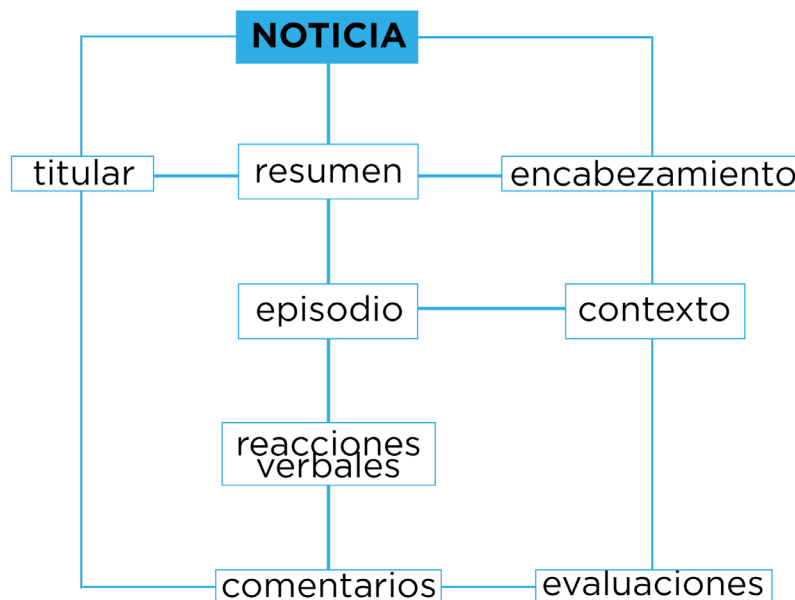 NOTICIA
titular
resumen
encabezamiento
episodio
contexto
reacciones
verbales
comentarios
evaluaciones